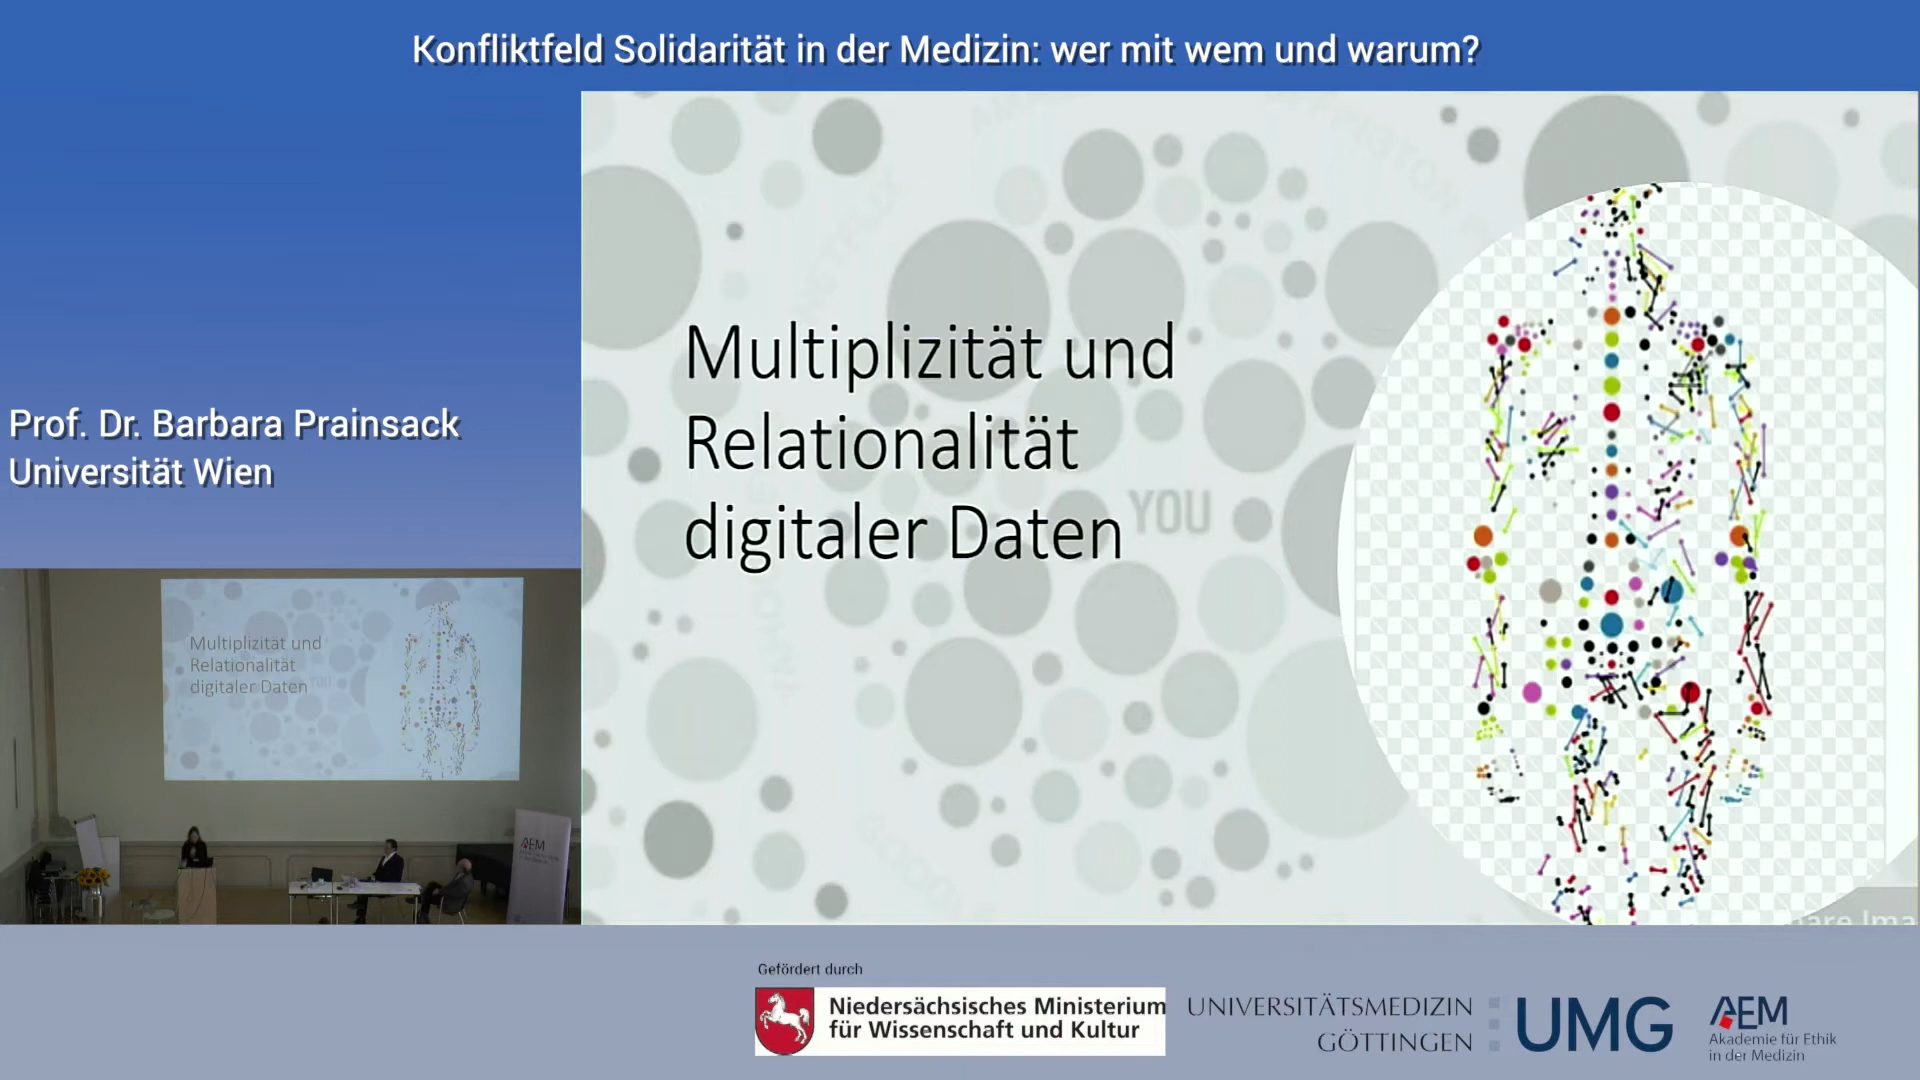 Konfliktfeld Solidarität in der Medizin: wer mit wem und warum?
Prof. Dr. Barbara Prainsack
Universität Wien
Multiplizität und
Relationalität
digitaler Daten
YOU
Multiplizität und
Relationalität
digitaler Daten
YOU
AEM
Gefördert durch
Niedersächsisches Ministerium
für Wissenschaft und Kultur
UNIVERSITÄTSMEDIZIN
GÖTTINGEN
UMG
AEM
Akademie für Ethik
in der Medizin